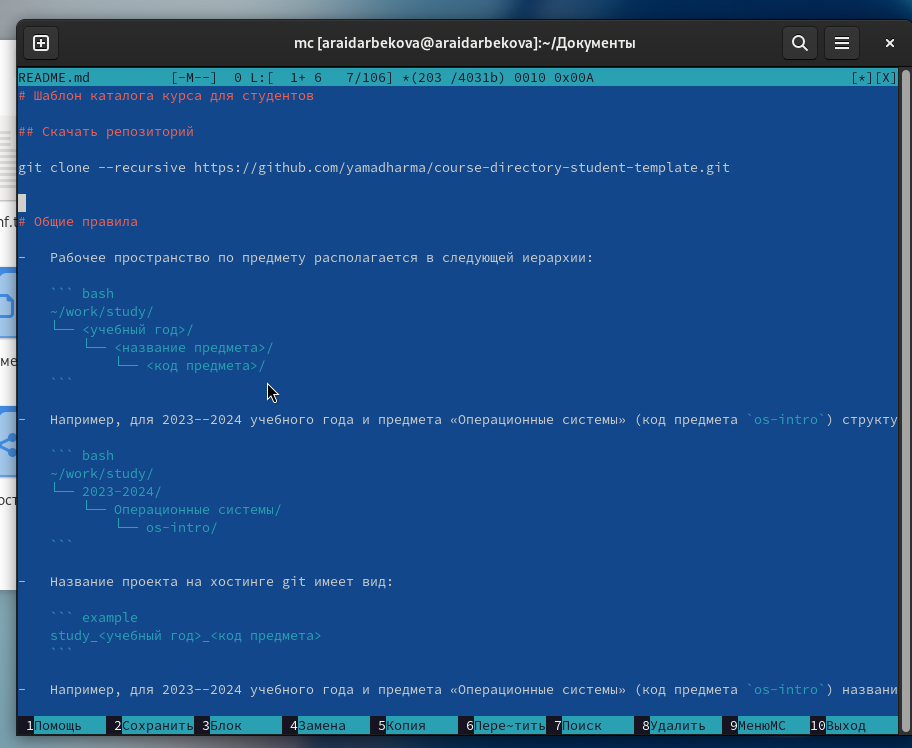 mc [araidarbekova@araidarbekova]:~/Документы
README.md [-M--] 0 L:[ 1+ 6 7/106] *(203 /4031b) 0010 0x00A [*][X]
# Шаблон каталога курса для студентов
## Скачать репозиторий
git clone --recursive https://github.com/yamadharma/course-directory-student-template.git
# Общие правила
- Рабочее пространство по предмету располагается в следующей иерархии:
``` bash
~/work/study/
└── <учебный год>/
└── <название предмета>/
└── <код предмета>/
```
- Например, для 2023--2024 учебного года и предмета «Операционные системы» (код предмета `os-intro`) структу
``` bash
~/work/study/
└── 2023-2024/
└── Операционные системы/
└── os-intro/
```
- Название проекта на хостинге git имеет вид:
``` example
study_<учебный год>_<код предмета>
```
- Например, для 2023--2024 учебного года и предмета «Операционные системы» (код предмета `os-intro`) названи
1Помощь 2Сохранить 3Блок 4Замена 5Копия 6Пере~тить 7Поиск 8Удалить 9МенюMC 10Выход